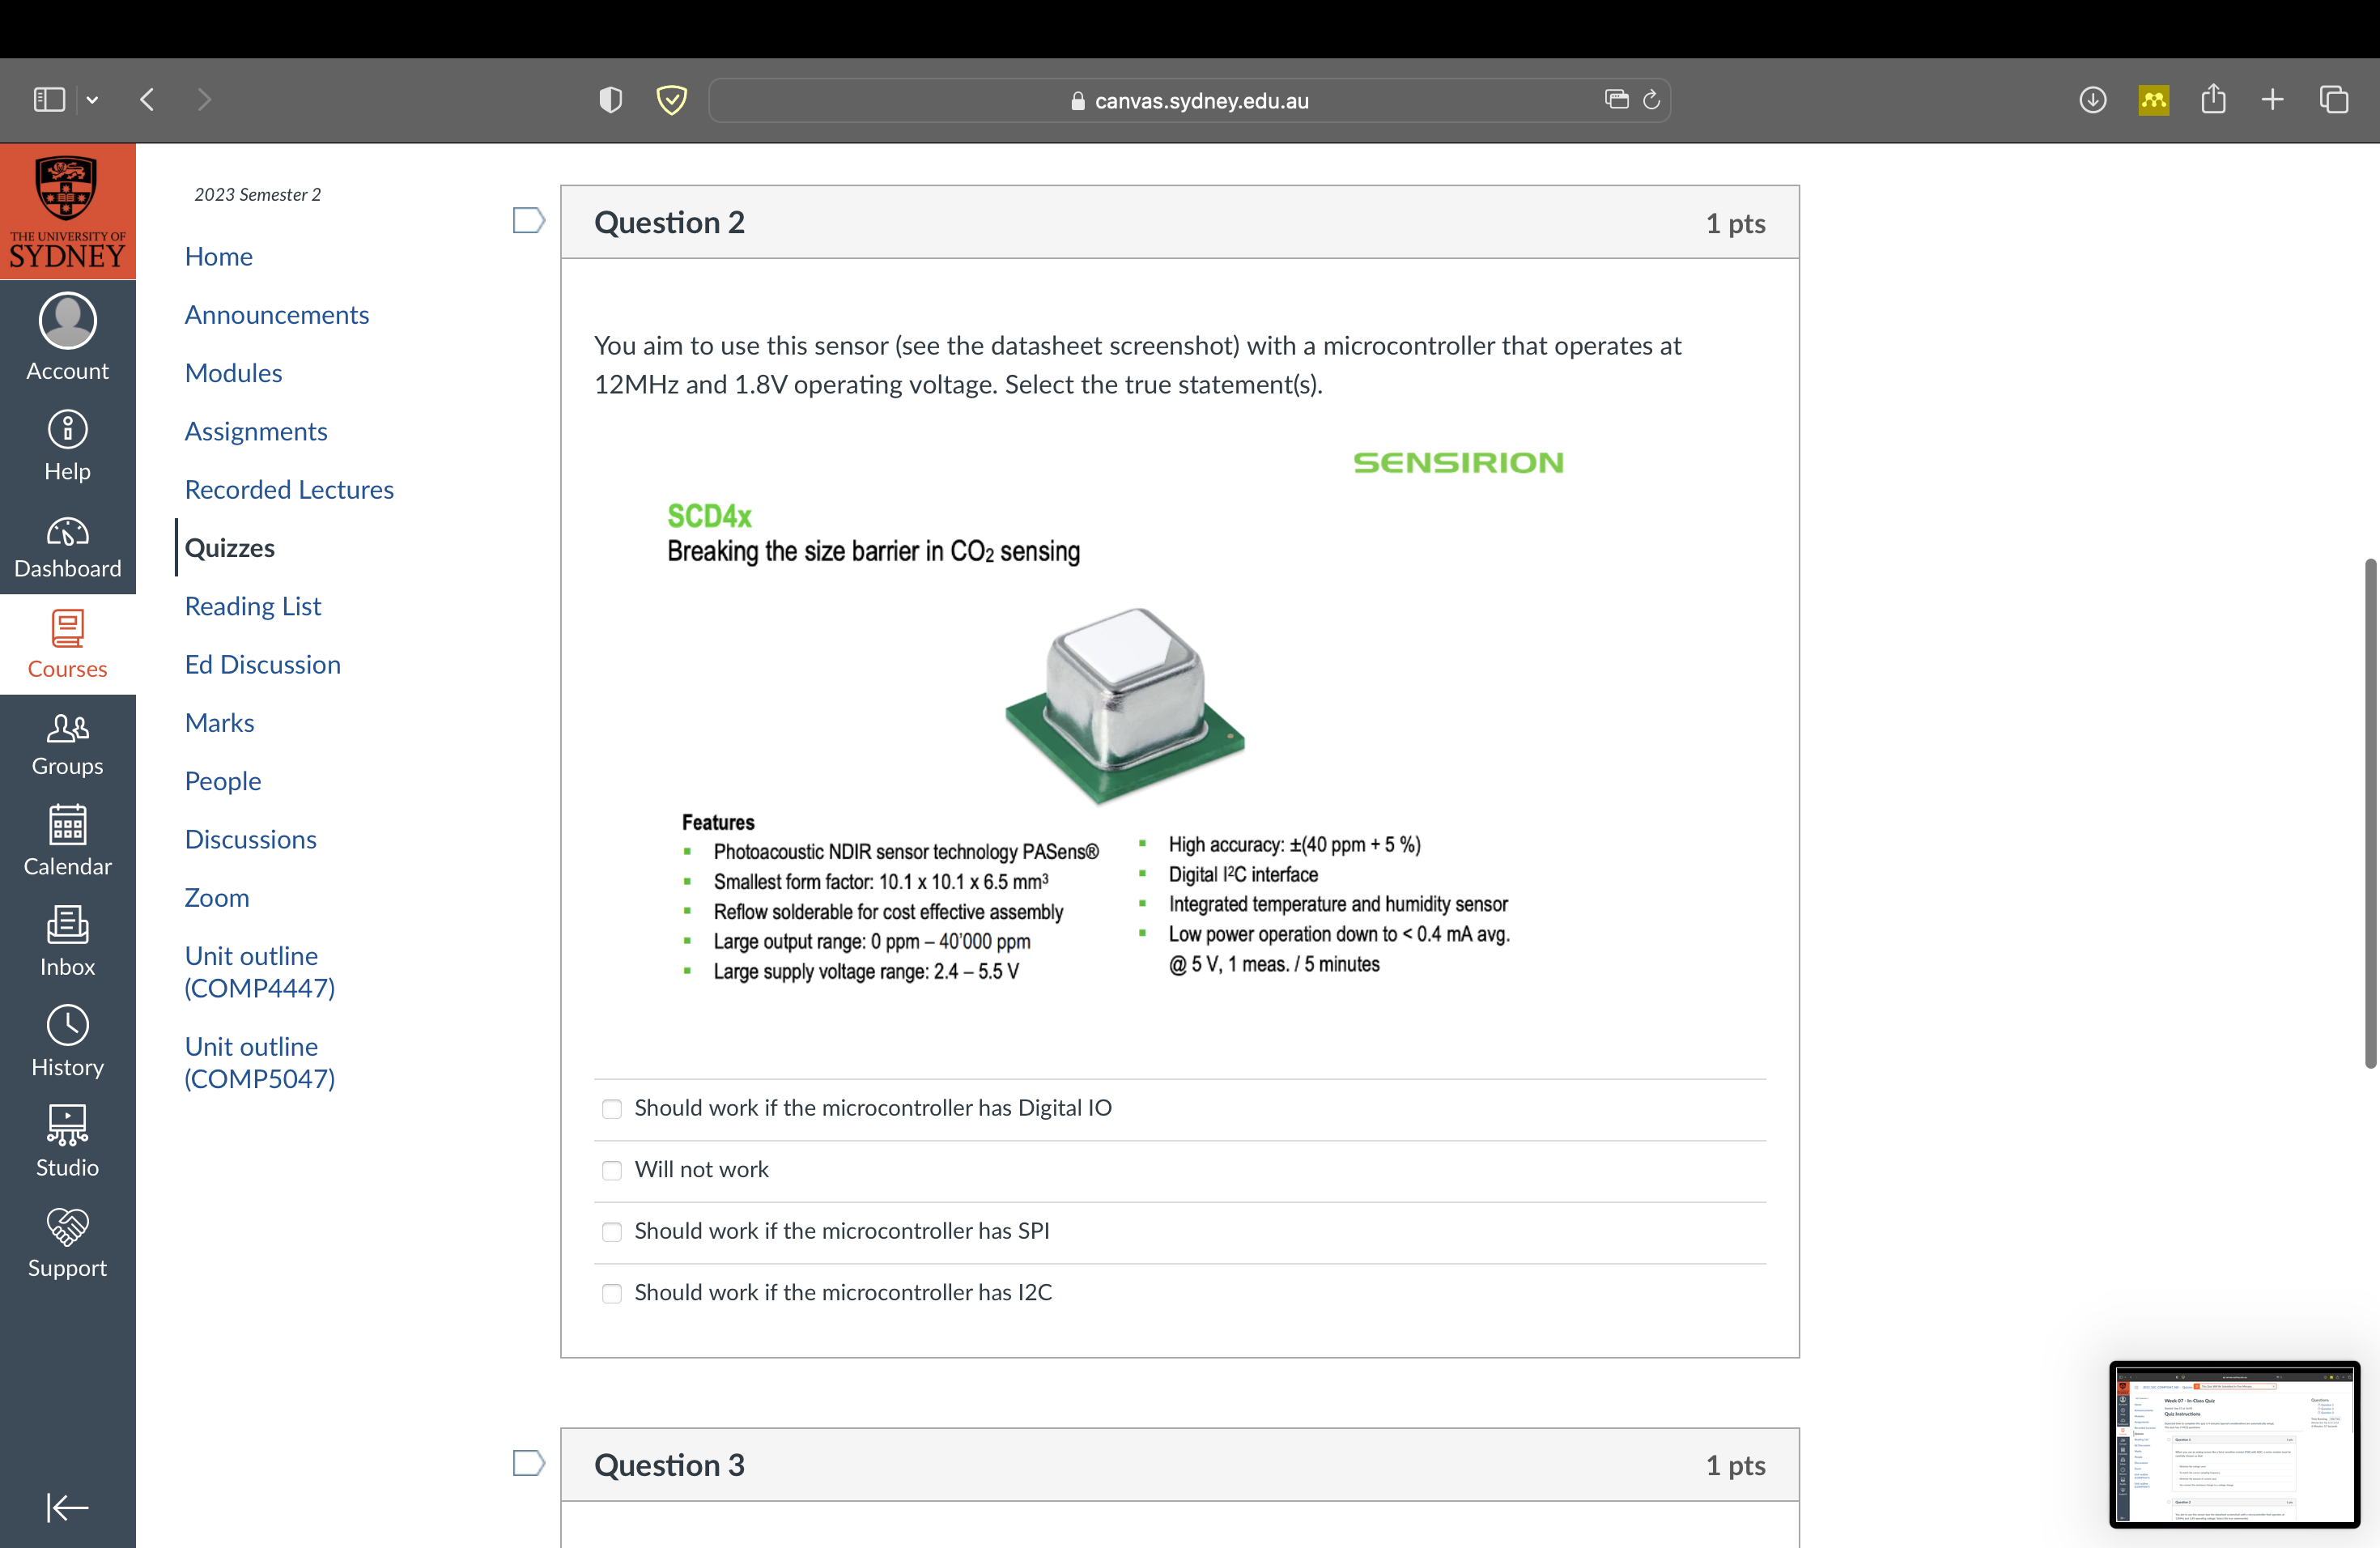 canvas.sydney.edu.au
THE UNIVERSITY OF
SYDNEY
Account
Help
Dashboard
Courses
Groups
Calendar
Inbox
History
Studio
Support
2023 Semester 2
Home
Announcements
Modules
Assignments
Recorded Lectures
Quizzes
Reading List
Ed Discussion
Marks
People
Discussions
Zoom
Unit outline
(COMP4447)
Unit outline
(COMP5047)
Question 2
1 pts
You aim to use this sensor (see the datasheet screenshot) with a microcontroller that operates at
12MHz and 1.8V operating voltage. Select the true statement(s).
SENSIRION
SCD4x
Breaking the size barrier in CO₂ sensing
Features
▪ Photoacoustic NDIR sensor technology PASens®
▪ Smallest form factor: 10.1 x 10.1 x 6.5 mm³
▪ Reflow solderable for cost effective assembly
▪ Large output range: 0 ppm – 40’000 ppm
▪ Large supply voltage range: 2.4 – 5.5 V
▪ High accuracy: ±(40 ppm + 5 %)
▪ Digital I²C interface
▪ Integrated temperature and humidity sensor
▪ Low power operation down to < 0.4 mA avg.
@ 5 V, 1 meas. / 5 minutes
Should work if the microcontroller has Digital IO
Will not work
Should work if the microcontroller has SPI
Should work if the microcontroller has I2C
Question 3
1 pts
Week 07 - In-Class Quiz
Quiz Instructions